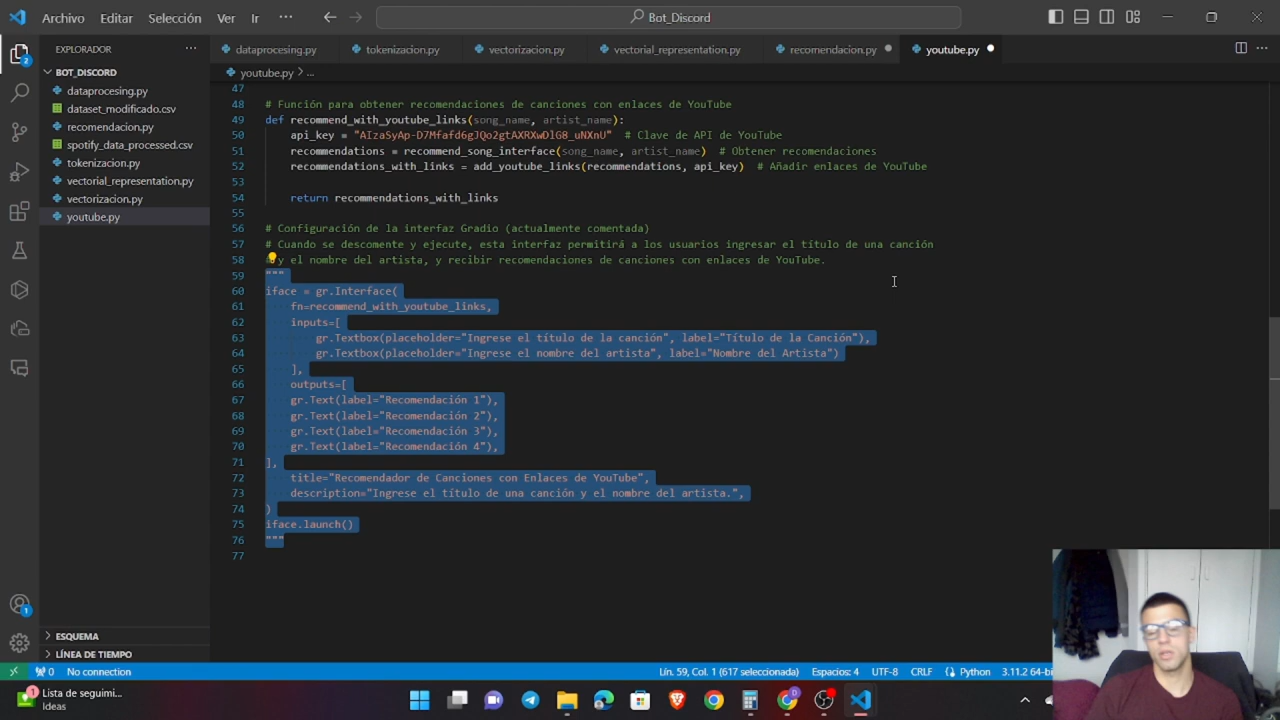 Archivo Editar Selección Ver Ir ··· Bot_Discord
EXPLORADOR ···
dataprocesing.py tokenizacion.py vectorizacion.py vectorial_representation.py recomendacion.py youtube.py
BOT_DISCORD
youtube.py > ...
dataprocesing.py
dataset_modificado.csv
recomendacion.py
spotify_data_processed.csv
tokenizacion.py
vectorial_representation.py
vectorizacion.py
youtube.py
47
48 # Función para obtener recomendaciones de canciones con enlaces de YouTube
49 def recommend_with_youtube_links(song_name, artist_name):
50 api_key = "AIzaSyAp-D7Mfafd6gJQo2gtAXRXwDlG8_uNXnU" # Clave de API de YouTube
51 recommendations = recommend_song_interface(song_name, artist_name) # Obtener recomendaciones
52 recommendations_with_links = add_youtube_links(recommendations, api_key) # Añadir enlaces de YouTube
53
54 return recommendations_with_links
55
56 # Configuración de la interfaz Gradio (actualmente comentada)
57 # Cuando se descomente y ejecute, esta interfaz permitirá a los usuarios ingresar el título de una canción
58 # y el nombre del artista, y recibir recomendaciones de canciones con enlaces de YouTube.
59 """
60 iface = gr.Interface(
61 fn=recommend_with_youtube_links,
62 inputs=[
63 gr.Textbox(placeholder="Ingrese el título de la canción", label="Título de la Canción"),
64 gr.Textbox(placeholder="Ingrese el nombre del artista", label="Nombre del Artista")
65 ],
66 outputs=[
67 gr.Text(label="Recomendación 1"),
68 gr.Text(label="Recomendación 2"),
69 gr.Text(label="Recomendación 3"),
70 gr.Text(label="Recomendación 4"),
71 ],
72 title="Recomendador de Canciones con Enlaces de YouTube",
73 description="Ingrese el título de una canción y el nombre del artista.",
74 )
75 iface.launch()
76 """
77
ESQUEMA
LÍNEA DE TIEMPO
0 No connection Lín. 59, Col. 1 (617 seleccionada) Espacios: 4 UTF-8 CRLF Python 3.11.2 64-bi
Lista de seguimi...
Ideas